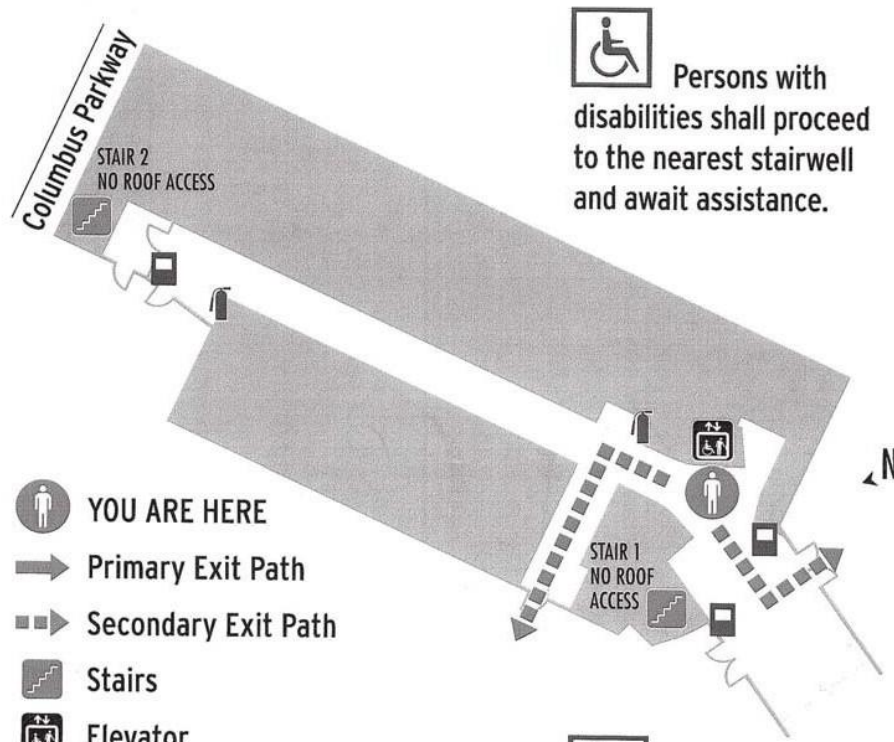 Columbus Parkway
STAIR 2
NO ROOF ACCESS
Persons with
disabilities shall proceed
to the nearest stairwell
and await assistance.
N
STAIR 1
NO ROOF
ACCESS
YOU ARE HERE
Primary Exit Path
Secondary Exit Path
Stairs
Elevator